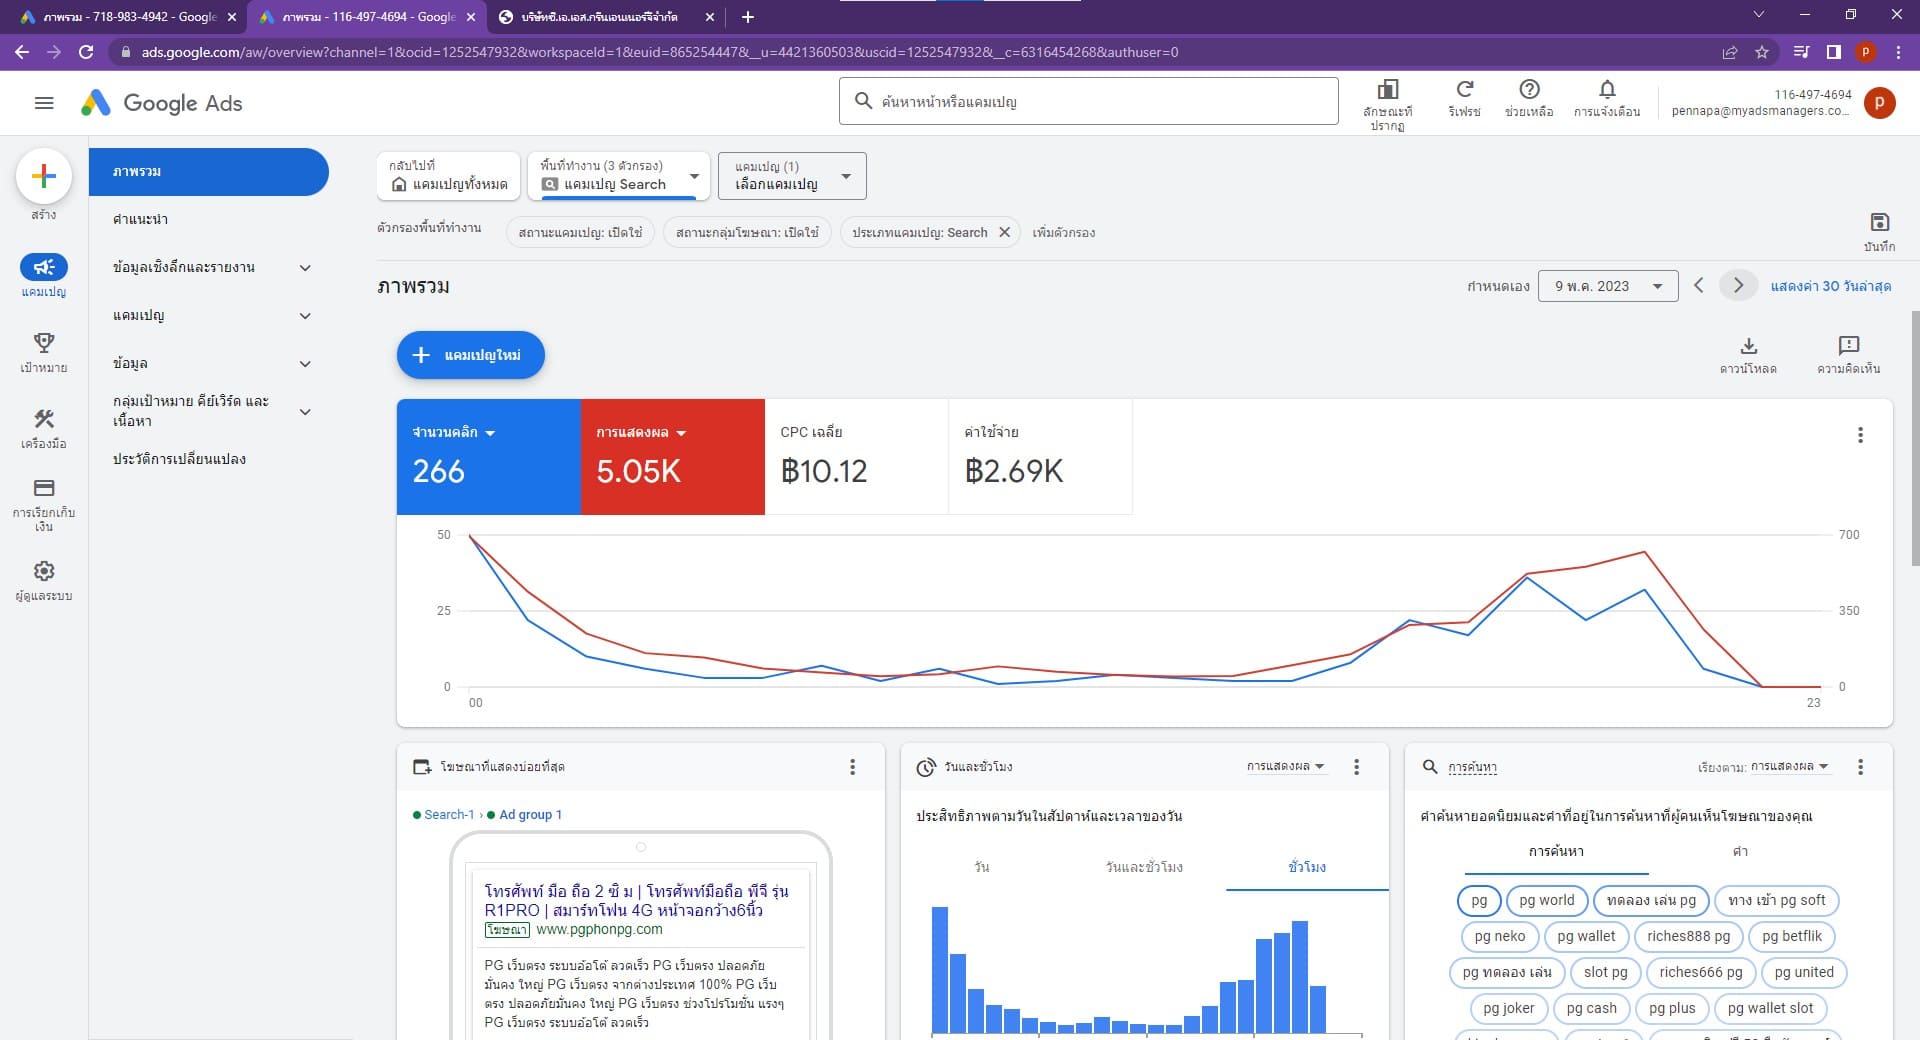 ภาพรวม - 718-983-4942 - Google
ภาพรวม - 116-497-4694 - Google
บริษัทซี.เอ.เอส.กรีนเอนเนอร์จีจำกัด
ads.google.com/aw/overview?channel=1&ocid=1252547932&workspaceId=1&euid=865254447&__u=4421360503&uscid=1252547932&__c=6316454268&authuser=0
Google Ads
ค้นหาหน้าหรือแคมเปญ
ลักษณะที่ปรากฏ
รีเฟรช
ช่วยเหลือ
การแจ้งเตือน
116-497-4694
pennapa@myadsmanagers.co...
p
สร้าง
แคมเปญ
เป้าหมาย
เครื่องมือ
การเรียกเก็บเงิน
ผู้ดูแลระบบ
ภาพรวม
คำแนะนำ
ข้อมูลเชิงลึกและรายงาน
แคมเปญ
ข้อมูล
กลุ่มเป้าหมาย คีย์เวิร์ด และ
เนื้อหา
ประวัติการเปลี่ยนแปลง
กลับไปที่
แคมเปญทั้งหมด
พื้นที่ทำงาน (3 ตัวกรอง)
แคมเปญ Search
แคมเปญ (1)
เลือกแคมเปญ
ตัวกรองพื้นที่ทำงาน
สถานะแคมเปญ: เปิดใช้
สถานะกลุ่มโฆษณา: เปิดใช้
ประเภทแคมเปญ: Search
เพิ่มตัวกรอง
บันทึก
ภาพรวม
กำหนดเอง
9 พ.ค. 2023
แสดงค่า 30 วันล่าสุด
แคมเปญใหม่
ดาวน์โหลด
ความคิดเห็น
จำนวนคลิก
266
การแสดงผล
5.05K
CPC เฉลี่ย
฿10.12
ค่าใช้จ่าย
฿2.69K
50
25
0
700
350
0
00
23
โฆษณาที่แสดงบ่อยที่สุด
Search-1 › Ad group 1
โทรศัพท์ มือ ถือ 2 ซิ ม | โทรศัพท์มือถือ พีจี รุ่น
R1PRO | สมาร์ทโฟน 4G หน้าจอกว้าง6นิ้ว
โฆษณา www.pgphonpg.com
PG เว็บตรง ระบบอ้อโต้ ลวดเร็ว PG เว็บตรง ปลอดภัย
มั่นคง ใหญ่ PG เว็บตรง จากต่างประเทศ 100% PG เว็บ
ตรง ปลอดภัยมั่นคง ใหญ่ PG เว็บตรง ช่วงโปรโมชั่น แรงๆ
PG เว็บตรง ระบบอ้อโต้ ลวดเร็ว
วันและชั่วโมง
การแสดงผล
ประสิทธิภาพตามวันในสัปดาห์และเวลาของวัน
วัน
วันและชั่วโมง
ชั่วโมง
การค้นหา
เรียงตาม: การแสดงผล
คำค้นหายอดนิยมและคำที่อยู่ในการค้นหาที่ผู้คนเห็นโฆษณาของคุณ
การค้นหา
คำ
pg
pg world
ทดลอง เล่น pg
ทาง เข้า pg soft
pg neko
pg wallet
riches888 pg
pg betflik
pg ทดลอง เล่น
slot pg
riches666 pg
pg united
pg joker
pg cash
pg plus
pg wallet slot